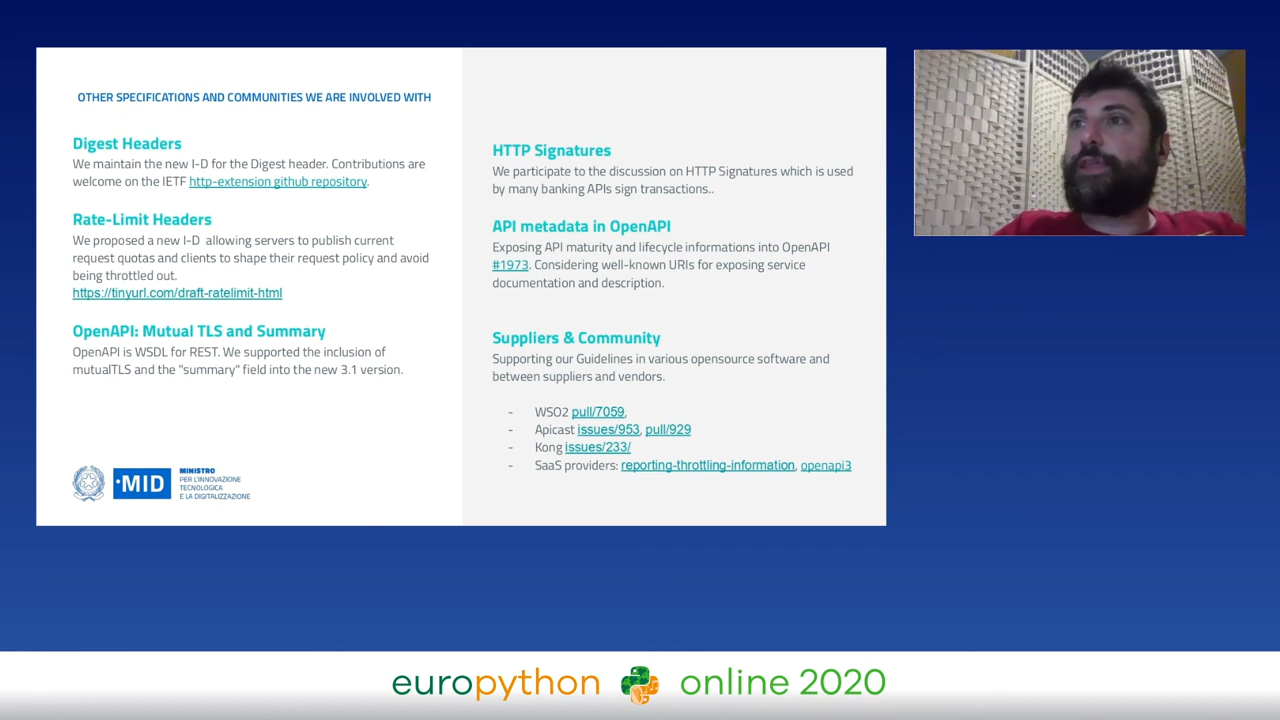 OTHER SPECIFICATIONS AND COMMUNITIES WE ARE INVOLVED WITH
Digest Headers
We maintain the new I-D for the Digest header. Contributions are
welcome on the IETF http-extension github repository.
Rate-Limit Headers
We proposed a new I-D allowing servers to publish current
request quotas and clients to shape their request policy and avoid
being throttled out.
https://tinyurl.com/draft-ratelimit-html
OpenAPI: Mutual TLS and Summary
OpenAPI is WSDL for REST. We supported the inclusion of
mutualTLS and the "summary" field into the new 3.1 version.
HTTP Signatures
We participate to the discussion on HTTP Signatures which is used
by many banking APIs sign transactions..
API metadata in OpenAPI
Exposing API maturity and lifecycle informations into OpenAPI
#1973. Considering well-known URIs for exposing service
documentation and description.
Suppliers & Community
Supporting our Guidelines in various opensource software and
between suppliers and vendors.
- WSO2 pull/7059,
- Apicast issues/953, pull/929
- Kong issues/233/
- SaaS providers: reporting-throttling-information, openapi3
·MID
MINISTRO
PER L'INNOVAZIONE
TECNOLOGICA
E LA DIGITALIZZAZIONE
europython online 2020